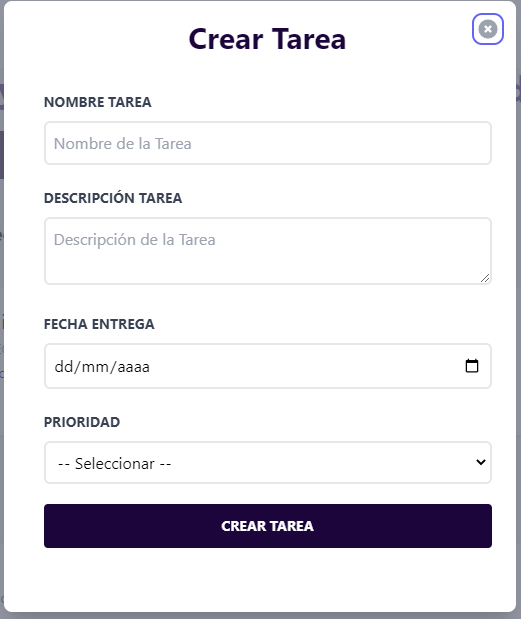 Crear Tarea
NOMBRE TAREA
Nombre de la Tarea
DESCRIPCIÓN TAREA
Descripción de la Tarea
FECHA ENTREGA
dd/mm/aaaa
PRIORIDAD
-- Seleccionar --
CREAR TAREA